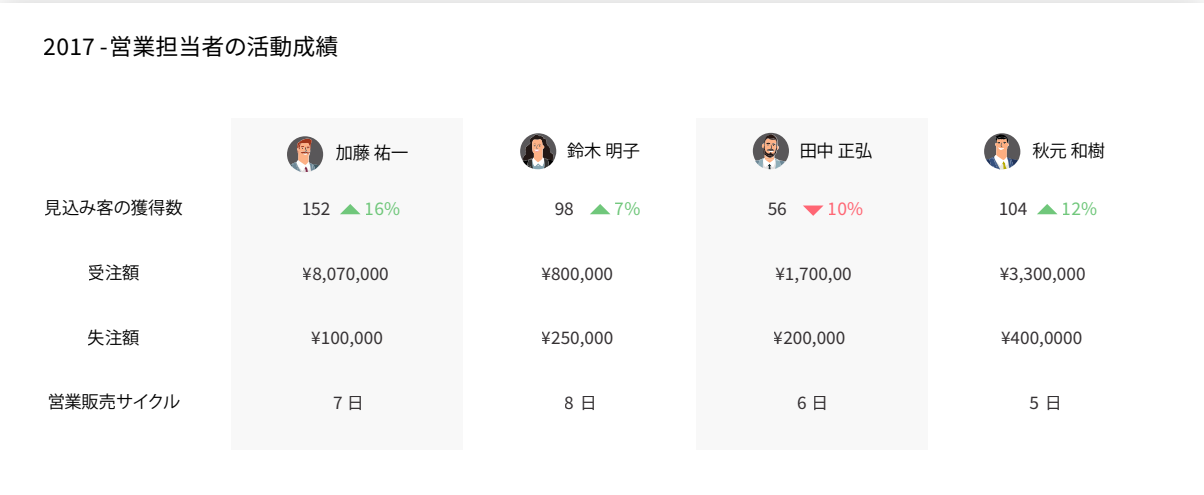 2017 -営業担当者の活動成績
加藤 祐一 鈴木 明子 田中 正弘 秋元 和樹
見込み客の獲得数 152 16% 98 7% 56 10% 104 12%
受注額 ¥8,070,000 ¥800,000 ¥1,700,00 ¥3,300,000
失注額 ¥100,000 ¥250,000 ¥200,000 ¥400,0000
営業販売サイクル 7 日 8 日 6 日 5 日